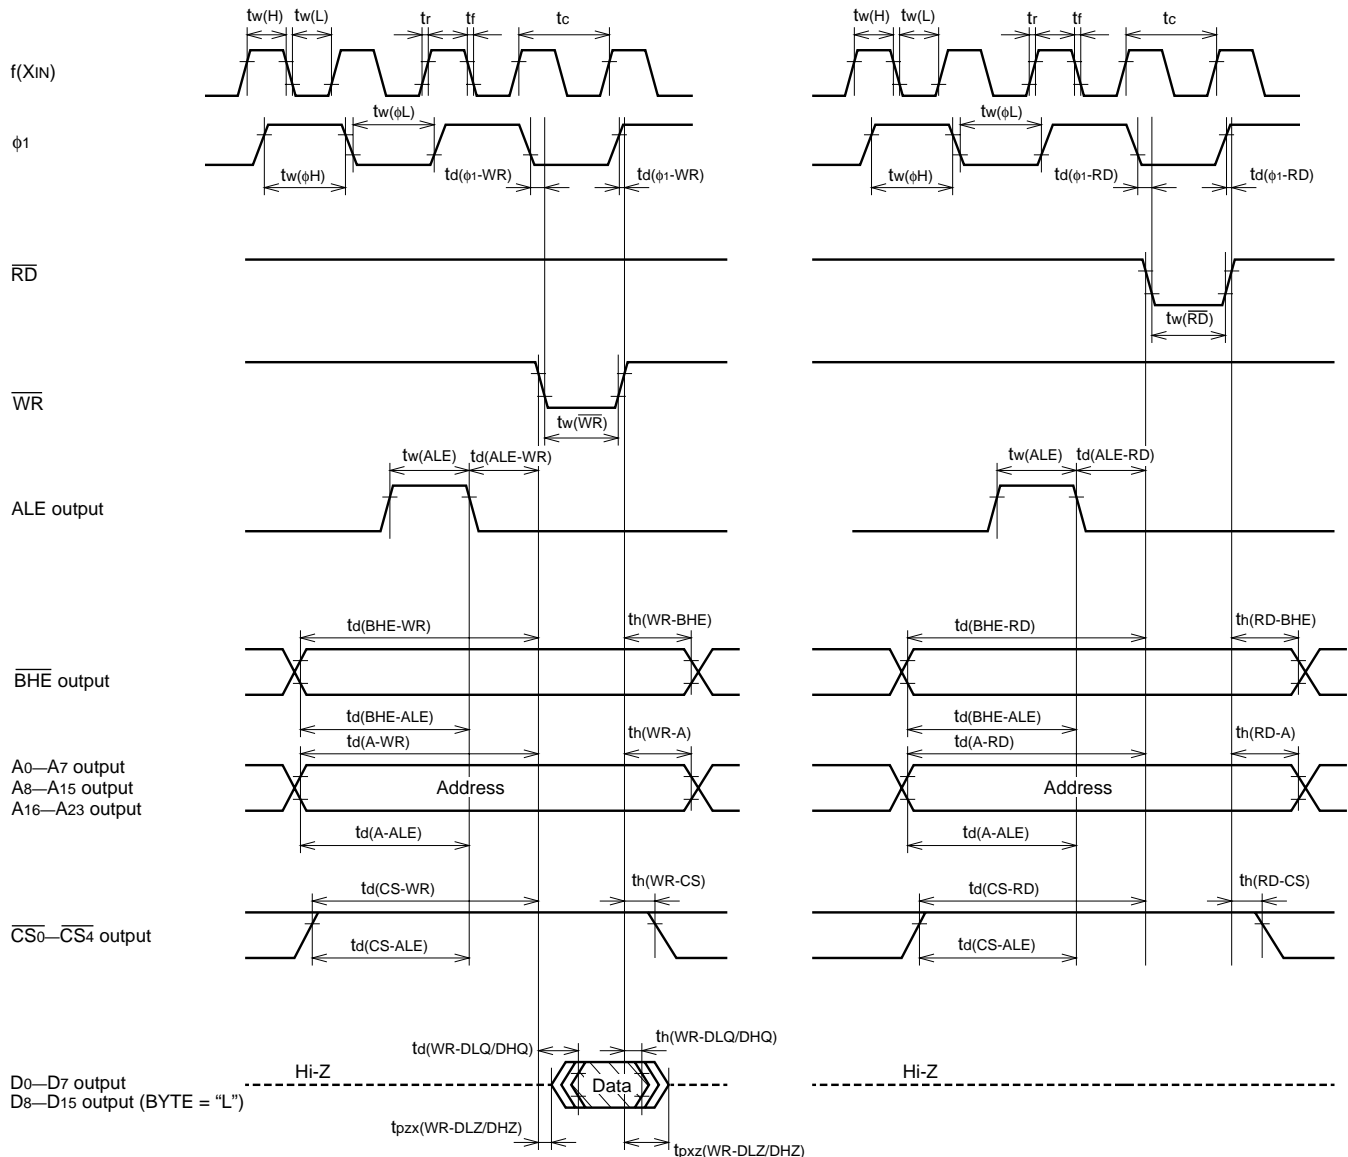 tw(H) tw(L) tr tf tc tw(H) tw(L) tr tf tc
f(XIN)
tw(ϕL) tw(ϕL)
ϕ1
tw(ϕH) td(ϕ1-WR) td(ϕ1-WR) tw(ϕH) td(ϕ1-RD) td(ϕ1-RD)
RD
tw(RD)
WR
tw(WR)
tw(ALE) td(ALE-WR) tw(ALE) td(ALE-RD)
ALE output
td(BHE-WR) th(WR-BHE) td(BHE-RD) th(RD-BHE)
BHE output
td(BHE-ALE) td(BHE-ALE)
td(A-WR) th(WR-A) td(A-RD) th(RD-A)
A0—A7 output
A8—A15 output Address Address
A16—A23 output
td(A-ALE) td(A-ALE)
td(CS-WR) th(WR-CS) td(CS-RD) th(RD-CS)
CS0—CS4 output
td(CS-ALE) td(CS-ALE)
td(WR-DLQ/DHQ) th(WR-DLQ/DHQ)
Hi-Z Hi-Z
D0—D7 output Data
D8—D15 output (BYTE = “L”)
tpzx(WR-DLZ/DHZ) tpxz(WR-DLZ/DHZ)